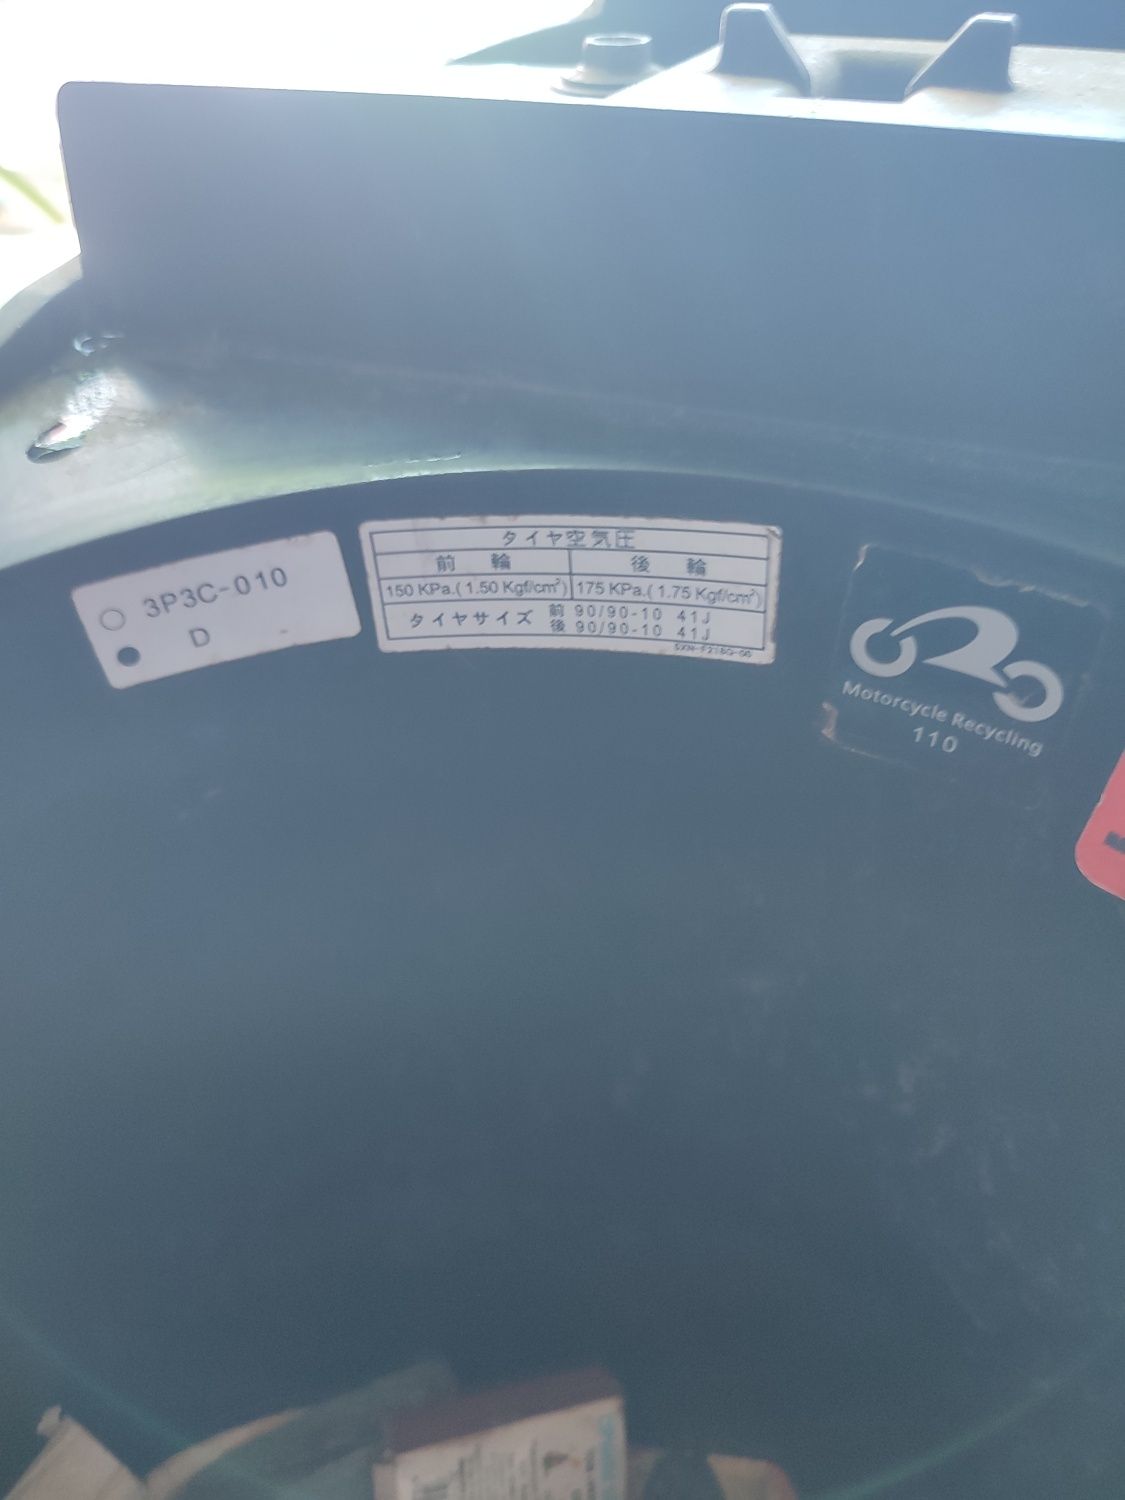 3P3C-010
D
タイヤ空気圧
前 輪 後 輪
150 KPa.( 1.50 Kgf/cm²) 175 KPa.( 1.75 Kgf/cm²)
タイヤサイズ 前 90/90-10 41J
後 90/90-10 41J
Motorcycle Recycling
110